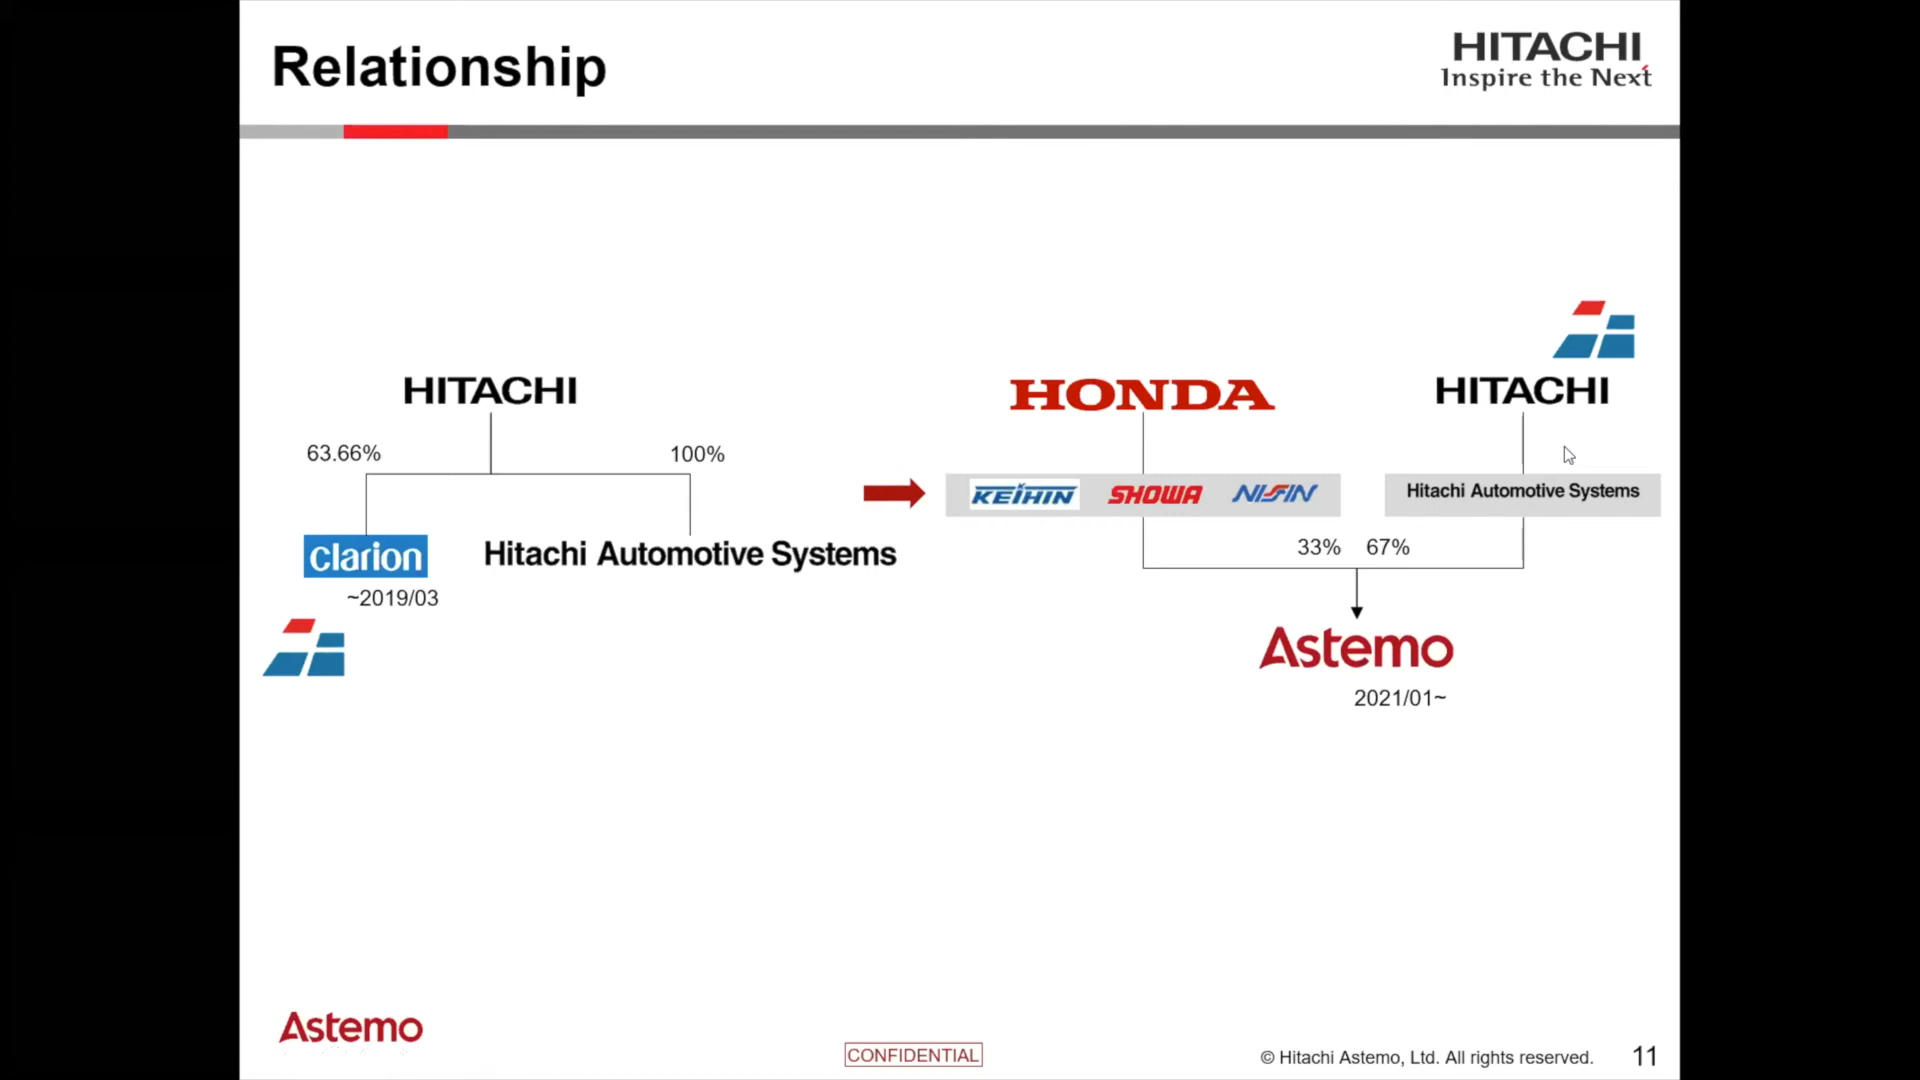 Relationship
HITACHI
Inspire the Next
HITACHI
63.66%
100%
Clarion
~2019/03
Hitachi Automotive Systems
HONDA
HITACHI
KEIHIN
SHOWA
NISSIN
Hitachi Automotive Systems
33%
67%
Astemo
2021/01~
Astemo
CONFIDENTIAL
© Hitachi Astemo, Ltd. All rights reserved.
11